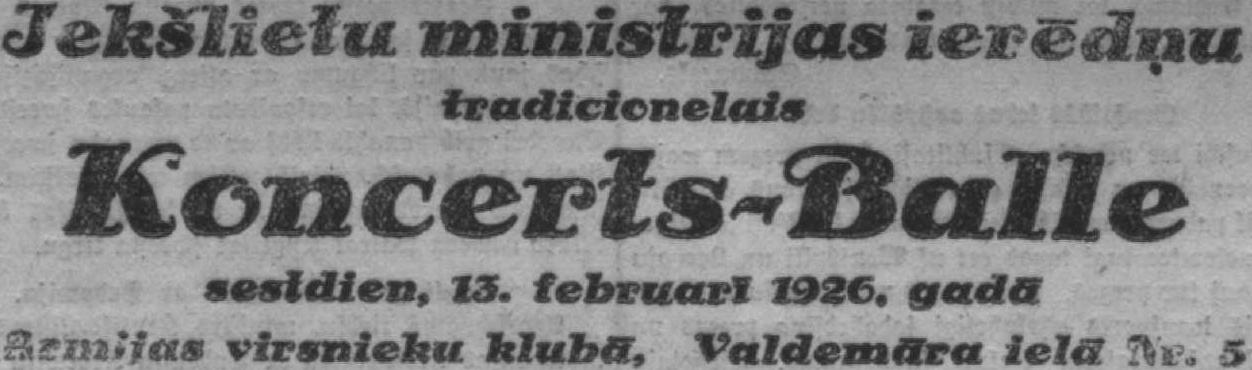 Iekšlietu ministrijas ierēdņu
tradicionelais
Koncerts-Balle
sestdien, 13. februarī 1926. gadā
Armijas virsnieku klubā, Valdemāra ielā Nr. 5